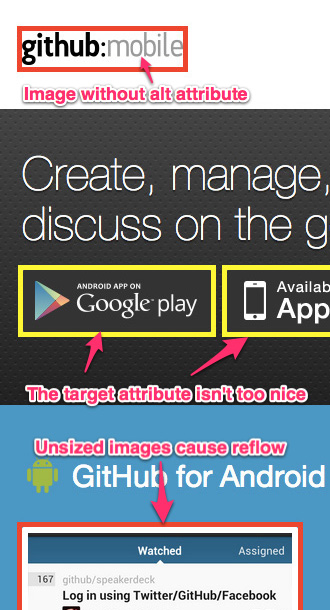 github:mobile
Image without alt attribute
Create, manage,
discuss on the g
ANDROID APP ON
Google play
Availab
App
The target attribute isn't too nice
Unsized images cause reflow
GitHub for Android
Watched Assigned
167 github/speakerdeck
Log in using Twitter/GitHub/Facebook